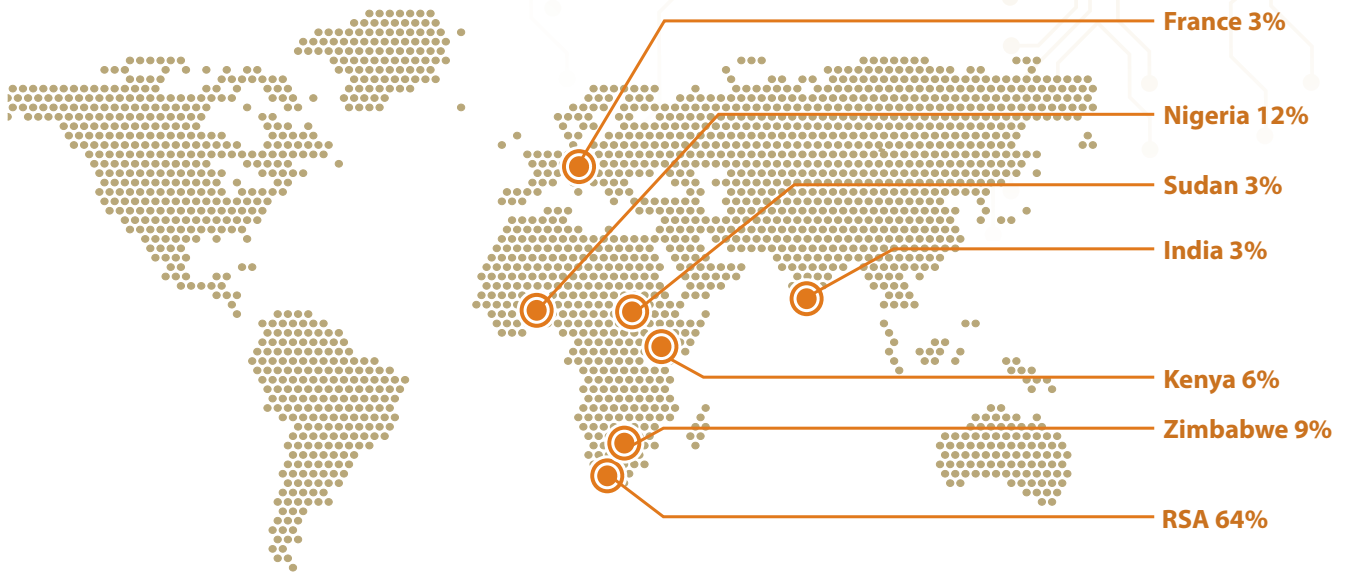 France 3%
Nigeria 12%
Sudan 3%
India 3%
Kenya 6%
Zimbabwe 9%
RSA 64%